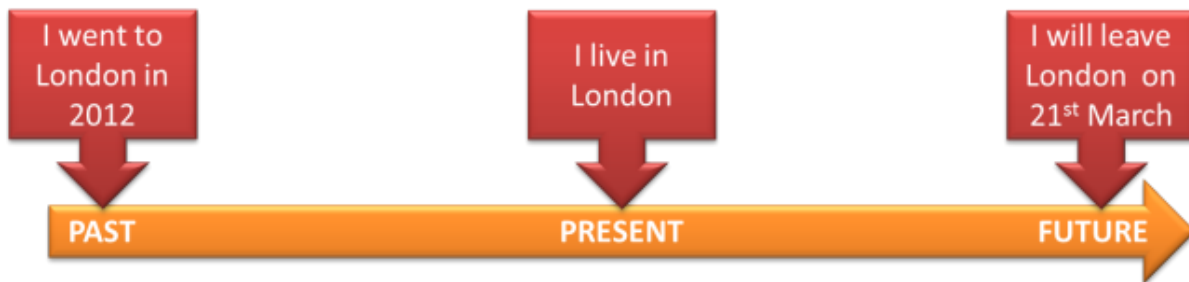 I went to
London in
2012
I live in
London
I will leave
London on
21st March
PAST
PRESENT
FUTURE